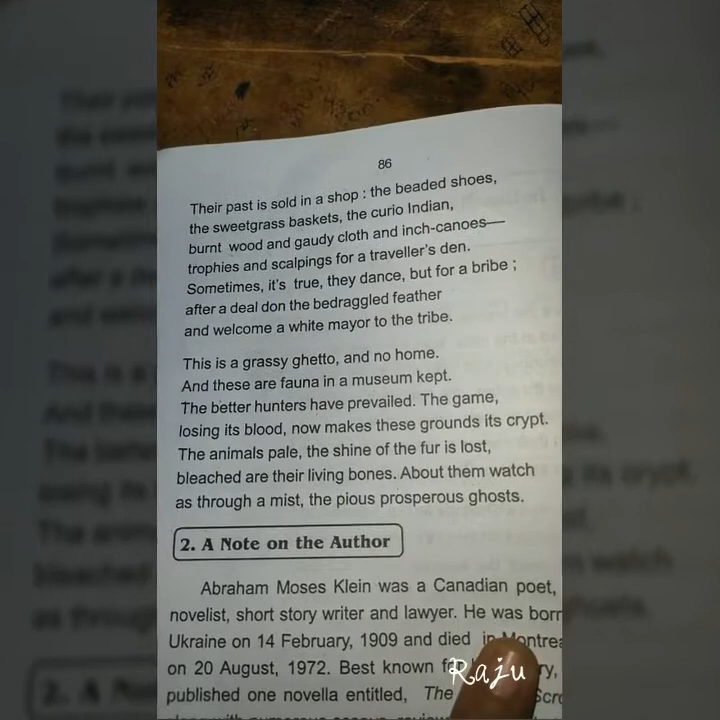 86
Their past is sold in a shop : the beaded shoes,
the sweetgrass baskets, the curio Indian,
burnt wood and gaudy cloth and inch-canoes—
trophies and scalpings for a traveller's den.
Sometimes, it's true, they dance, but for a bribe ;
after a deal don the bedraggled feather
and welcome a white mayor to the tribe.
This is a grassy ghetto, and no home.
And these are fauna in a museum kept.
The better hunters have prevailed. The game,
losing its blood, now makes these grounds its crypt.
The animals pale, the shine of the fur is lost,
bleached are their living bones. About them watch
as through a mist, the pious prosperous ghosts.
2. A Note on the Author
Abraham Moses Klein was a Canadian poet,
novelist, short story writer and lawyer. He was born
Ukraine on 14 February, 1909 and died in Montrea
on 20 August, 1972. Best known
Raju
published one novella entitled, The